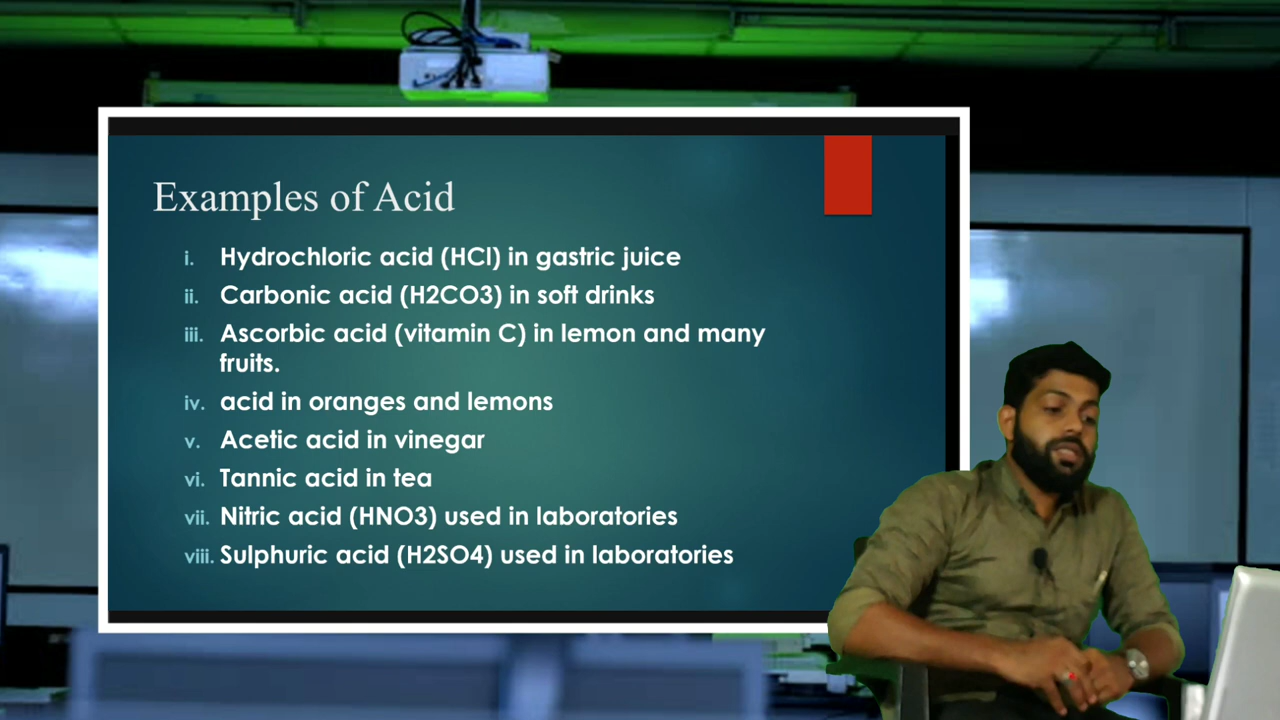 Examples of Acid
i. Hydrochloric acid (HCl) in gastric juice
ii. Carbonic acid (H2CO3) in soft drinks
iii. Ascorbic acid (vitamin C) in lemon and many
fruits.
iv. acid in oranges and lemons
v. Acetic acid in vinegar
vi. Tannic acid in tea
vii. Nitric acid (HNO3) used in laboratories
viii. Sulphuric acid (H2SO4) used in laboratories